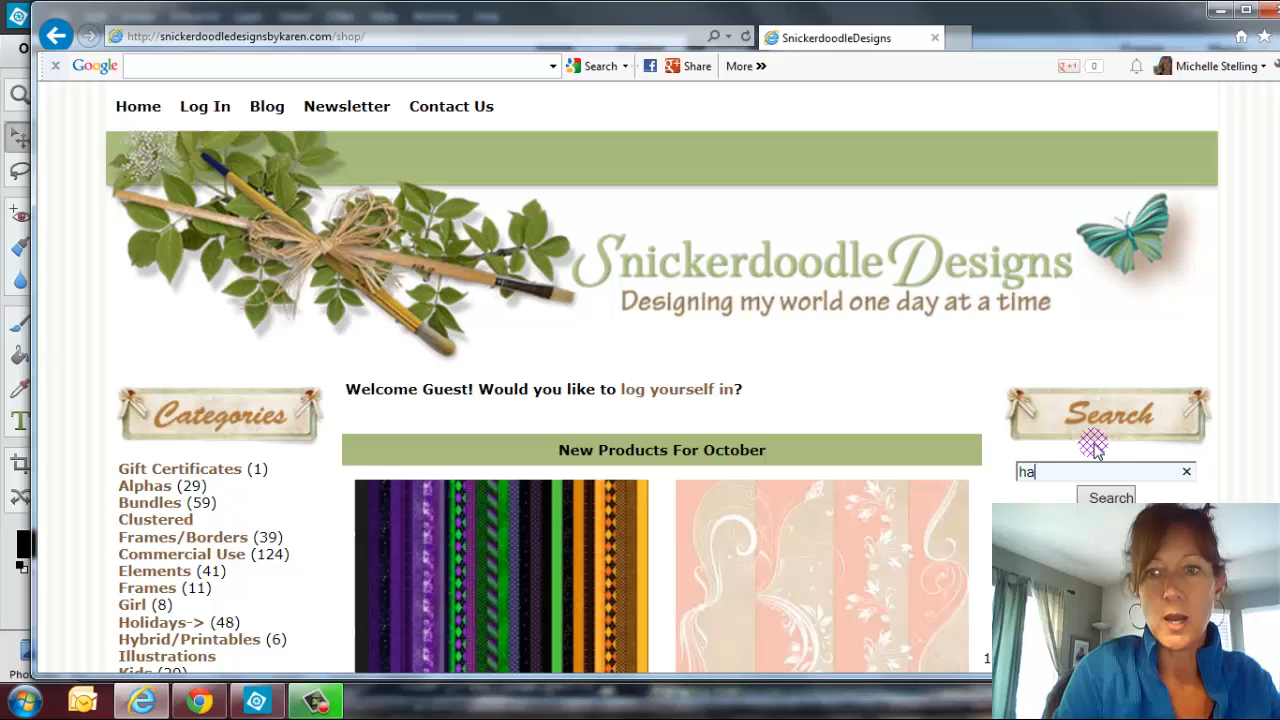 http://snickerdoodledesignsbykaren.com/shop/
SnickerdoodleDesigns
Google
Search
Share
More »
+1
0
Michelle Stelling
Home
Log In
Blog
Newsletter
Contact Us
SnickerdoodleDesigns
Designing my world one day at a time
Categories
Welcome Guest! Would you like to log yourself in?
Search
New Products For October
ha
Search
Gift Certificates (1)
Alphas (29)
Bundles (59)
Clustered
Frames/Borders (39)
Commercial Use (124)
Elements (41)
Frames (11)
Girl (8)
Holidays-> (48)
Hybrid/Printables (6)
Illustrations